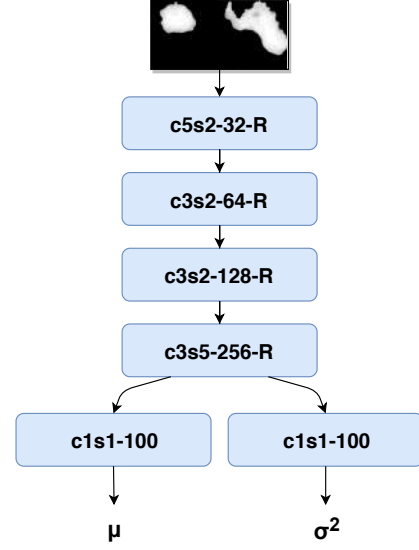 c5s2-32-R
c3s2-64-R
c3s2-128-R
c3s5-256-R
c1s1-100 c1s1-100
μ σ²